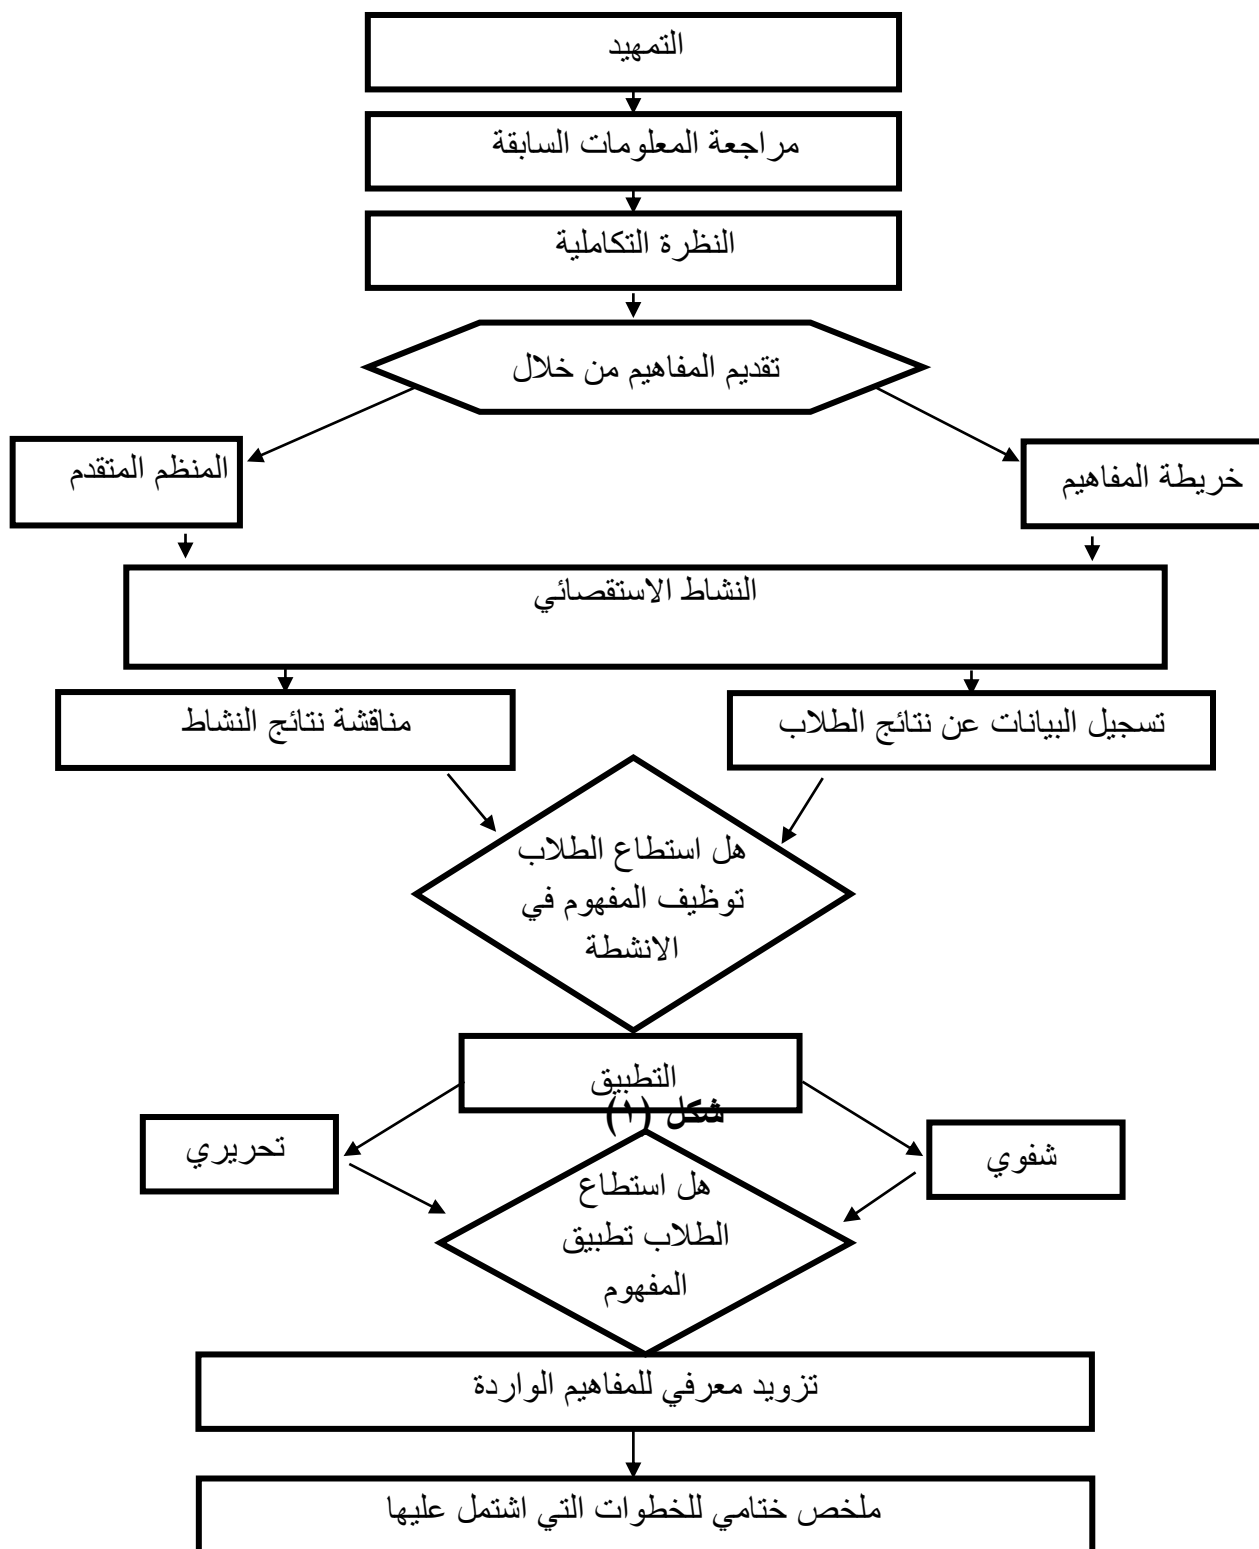 التمهيد
مراجعة المعلومات السابقة
النظرة التكاملية
تقديم المفاهيم من خلال
خريطة المفاهيم
المنظم المتقدم
النشاط الاستقصائي
تسجيل البيانات عن نتائج الطلاب
مناقشة نتائج النشاط
هل استطاع الطلاب
توظيف المفهوم في
الانشطة
التطبيق
شكل (١)
شفوي
تحريري
هل استطاع
الطلاب تطبيق
المفهوم
تزويد معرفي للمفاهيم الواردة
ملخص ختامي للخطوات التي اشتمل عليها